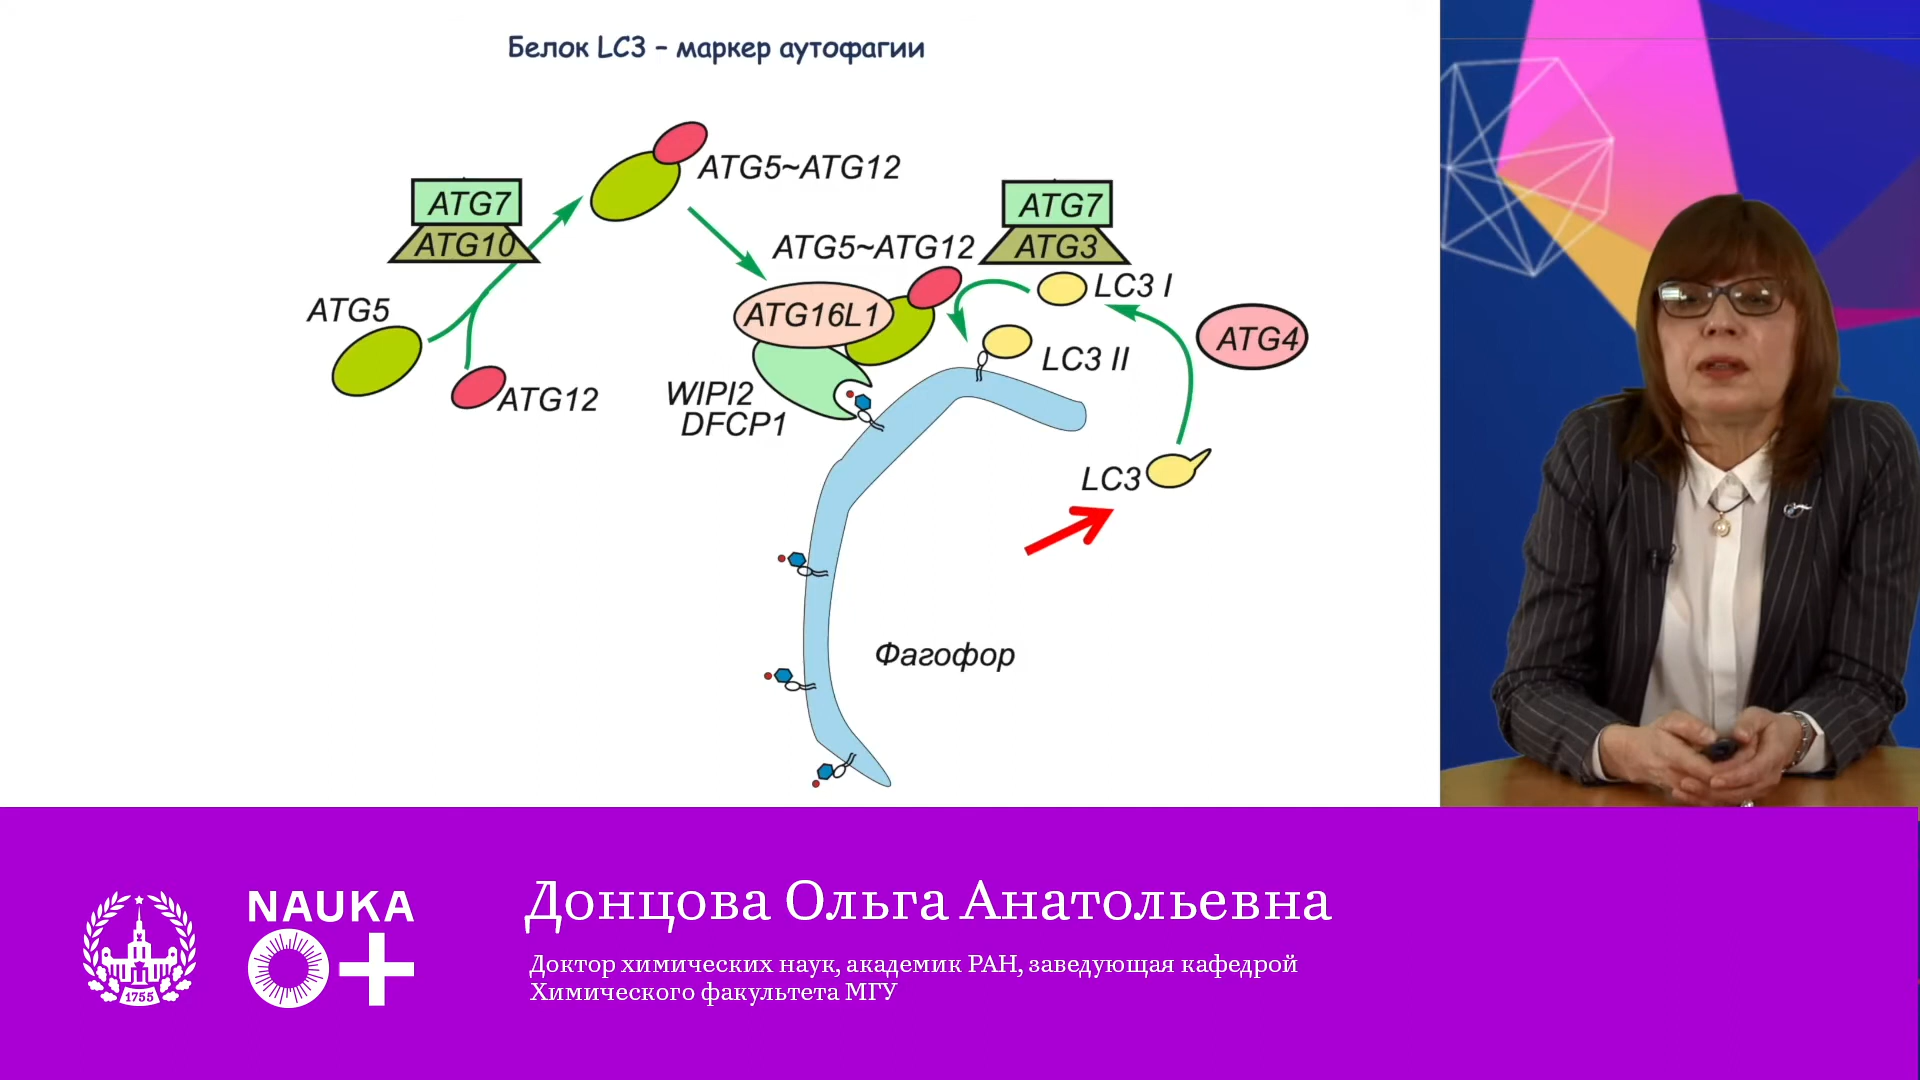 Белок LC3 – маркер аутофагии
ATG5~ATG12
ATG7
ATG10
ATG7
ATG3
ATG5~ATG12
LC3 I
ATG5
ATG16L1
ATG4
LC3 II
ATG12
WIPI2
DFCP1
LC3
Фагофор
NAUKA
0+
1755
Донцова Ольга Анатольевна
Доктор химических наук, академик РАН, заведующая кафедрой
Химического факультета МГУ